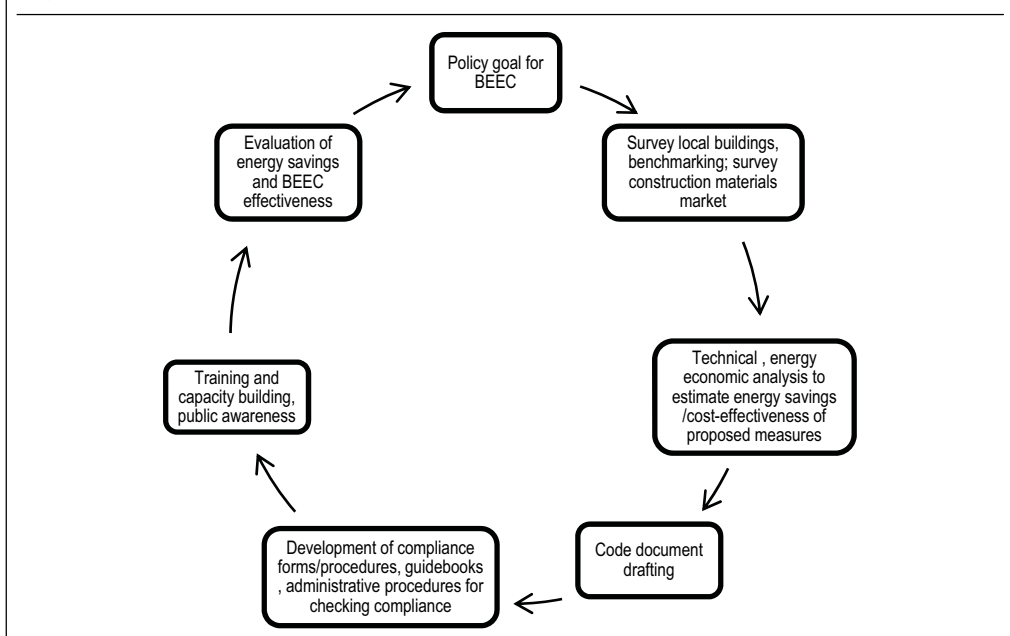 Policy goal for
BEEC
Survey local buildings,
benchmarking; survey
construction materials
market
Technical , energy
economic analysis to
estimate energy savings
/cost-effectiveness of
proposed measures
Code document
drafting
Development of compliance
forms/procedures, guidebooks
, administrative procedures for
checking compliance
Training and
capacity building,
public awareness
Evaluation of
energy savings
and BEEC
effectiveness